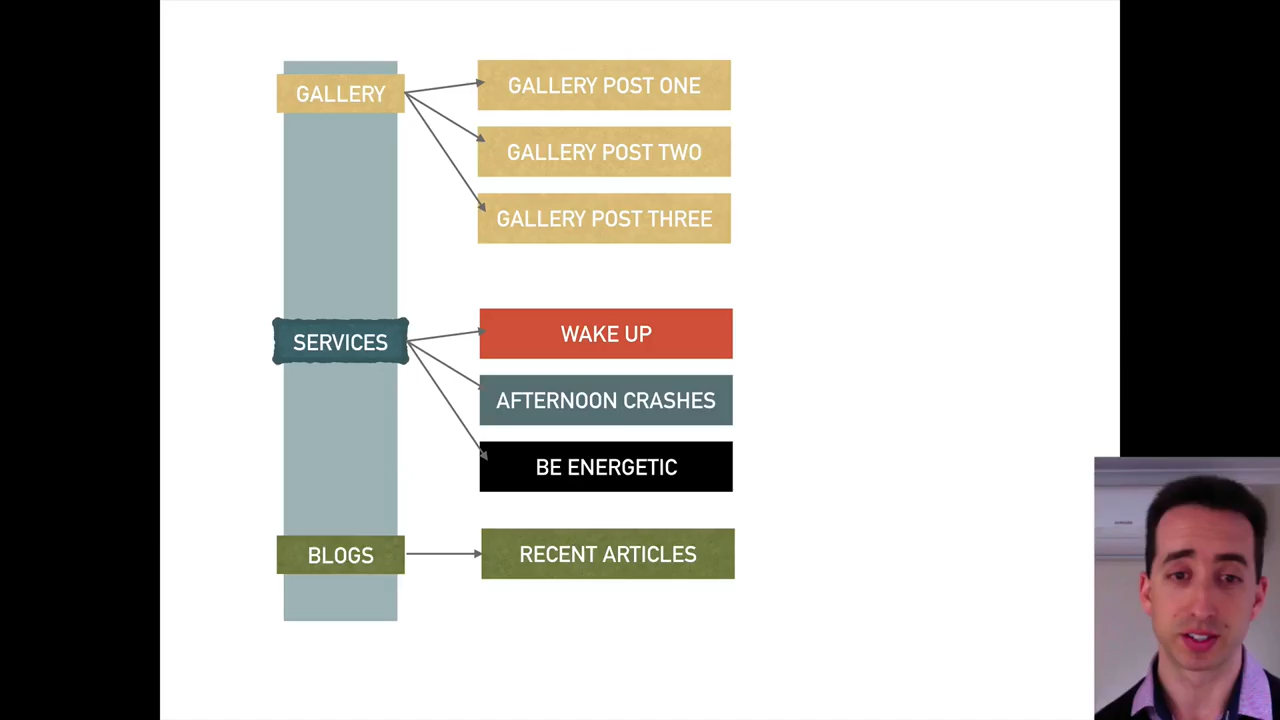 GALLERY
GALLERY POST ONE
GALLERY POST TWO
GALLERY POST THREE
SERVICES
WAKE UP
AFTERNOON CRASHES
BE ENERGETIC
BLOGS
RECENT ARTICLES